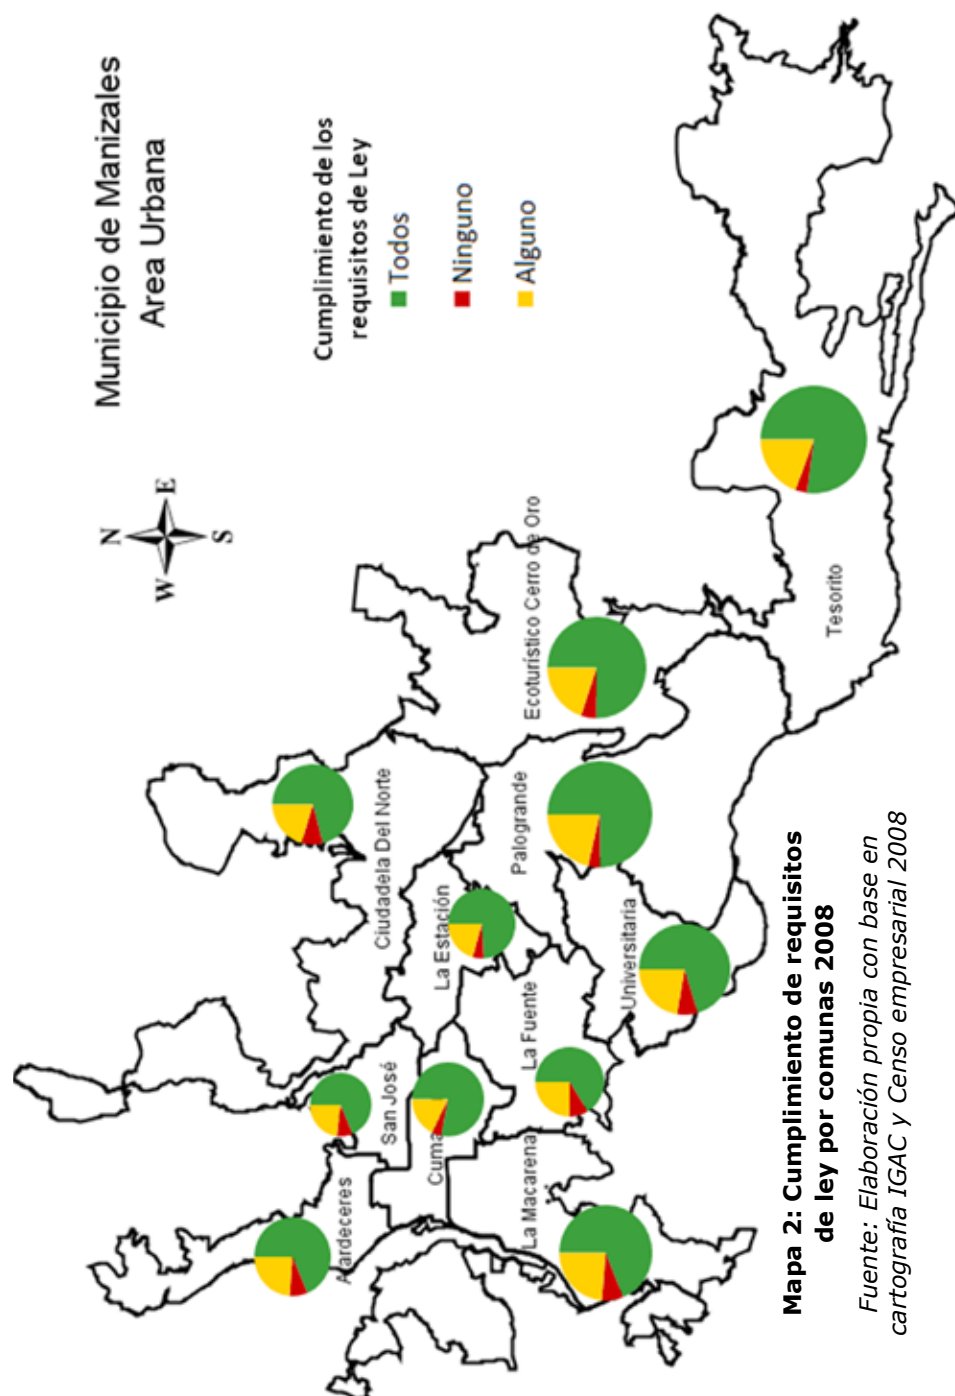 Municipio de Manizales
Area Urbana
N
W
E
S
Cumplimiento de los
requisitos de Ley
Todos
Ninguno
Alguno
Atardeceres
San José
Cuma
La Macarena
La Fuente
La Estación
Ciudadela Del Norte
Universitaria
Palogrande
Ecoturístico Cerro de Oro
Tesorito
Mapa 2: Cumplimiento de requisitos
de ley por comunas 2008
Fuente: Elaboración propia con base en
cartografía IGAC y Censo empresarial 2008